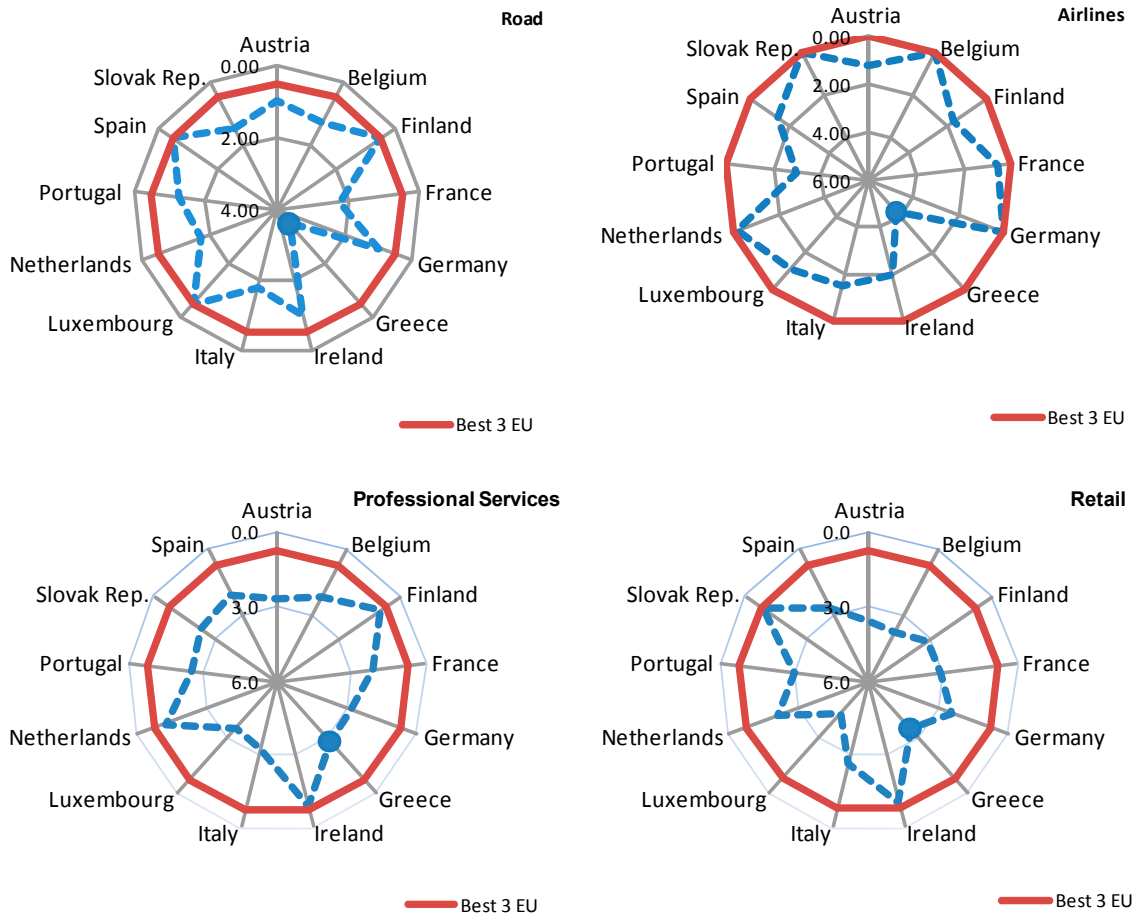 Road
Austria
0.00
Slovak Rep.
Belgium
Spain
Finland
2.00
Portugal
France
4.00
Netherlands
Germany
Luxembourg
Greece
Italy
Ireland
Best 3 EU
Airlines
Austria
0.00
Slovak Rep.
Belgium
Spain
2.00
Finland
4.00
Portugal
France
6.00
Netherlands
Germany
Luxembourg
Greece
Italy
Ireland
Best 3 EU
Professional Services
Austria
0.0
Spain
Belgium
Slovak Rep.
Finland
3.0
Portugal
France
6.0
Netherlands
Germany
Luxembourg
Greece
Italy
Ireland
Best 3 EU
Retail
Austria
0.0
Spain
Belgium
Slovak Rep.
Finland
3.0
Portugal
France
6.0
Netherlands
Germany
Luxembourg
Greece
Italy
Ireland
Best 3 EU